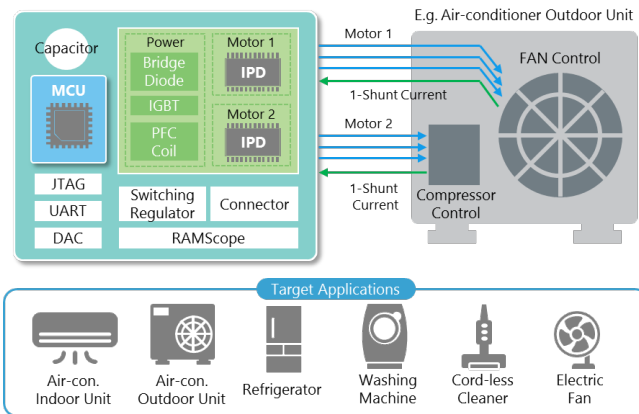 E.g. Air-conditioner Outdoor Unit
Capacitor
MCU
Power
Bridge
Diode
IGBT
PFC
Coil
Motor 1
IPD
Motor 2
IPD
JTAG
UART
DAC
Switching
Regulator
Connector
RAMScope
Motor 1
1-Shunt Current
Motor 2
1-Shunt
Current
FAN Control
Compressor
Control
Target Applications
Air-con.
Indoor Unit
Air-con.
Outdoor Unit
Refrigerator
Washing
Machine
Cord-less
Cleaner
Electric
Fan